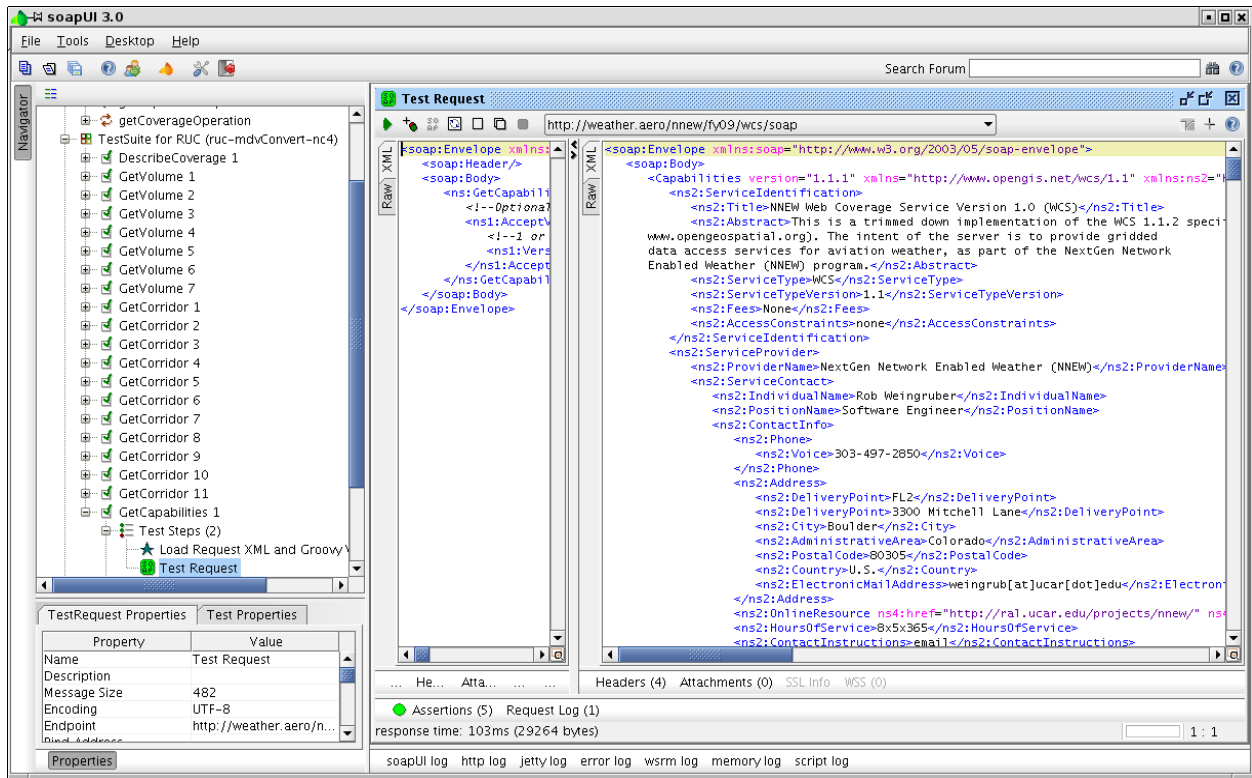 soapUI 3.0
File Tools Desktop Help
Search Forum
Navigator
getCoverageOperation
TestSuite for RUC (ruc-mdvConvert-nc4)
DescribeCoverage 1
GetVolume 1
GetVolume 2
GetVolume 3
GetVolume 4
GetVolume 5
GetVolume 6
GetVolume 7
GetCorridor 1
GetCorridor 2
GetCorridor 3
GetCorridor 4
GetCorridor 5
GetCorridor 6
GetCorridor 7
GetCorridor 8
GetCorridor 9
GetCorridor 10
GetCorridor 11
GetCapabilities 1
Test Steps (2)
Load Request XML and Groovy
Test Request
TestRequest Properties Test Properties
Property Value
Name Test Request
Description
Message Size 482
Encoding UTF-8
Endpoint http://weather.aero/n...
Properties
Test Request
http://weather.aero/nnew/fy09/wcs/soap
XML
Raw
<soap:Envelope xmlns:
<soap:Header/>
<soap:Body>
<ns:GetCapabili
<!--Optional
<ns1:AcceptV
<!--1 or
<ns1:Vers
</ns1:Accept
</ns:GetCapabil
</soap:Body>
</soap:Envelope>
... He... Atta... ... ...
XML
Raw
<soap:Envelope xmlns:soap="http://www.w3.org/2003/05/soap-envelope">
<soap:Body>
<Capabilities version="1.1.1" xmlns="http://www.opengis.net/wcs/1.1" xmlns:ns2="
<ns2:ServiceIdentification>
<ns2:Title>NNEW Web Coverage Service Version 1.0 (WCS)</ns2:Title>
<ns2:Abstract>This is a trimmed down implementation of the WCS 1.1.2 speci
www.opengeospatial.org). The intent of the server is to provide gridded
data access services for aviation weather, as part of the NextGen Network
Enabled Weather (NNEW) program.</ns2:Abstract>
<ns2:ServiceType>WCS</ns2:ServiceType>
<ns2:ServiceTypeVersion>1.1</ns2:ServiceTypeVersion>
<ns2:Fees>None</ns2:Fees>
<ns2:AccessConstraints>none</ns2:AccessConstraints>
</ns2:ServiceIdentification>
<ns2:ServiceProvider>
<ns2:ProviderName>NextGen Network Enabled Weather (NNEW)</ns2:ProviderName>
<ns2:ServiceContact>
<ns2:IndividualName>Rob Weingruber</ns2:IndividualName>
<ns2:PositionName>Software Engineer</ns2:PositionName>
<ns2:ContactInfo>
<ns2:Phone>
<ns2:Voice>303-497-2850</ns2:Voice>
</ns2:Phone>
<ns2:Address>
<ns2:DeliveryPoint>FL2</ns2:DeliveryPoint>
<ns2:DeliveryPoint>3300 Mitchell Lane</ns2:DeliveryPoint>
<ns2:City>Boulder</ns2:City>
<ns2:AdministrativeArea>Colorado</ns2:AdministrativeArea>
<ns2:PostalCode>80305</ns2:PostalCode>
<ns2:Country>U.S.</ns2:Country>
<ns2:ElectronicMailAddress>weingrub[at]ucar[dot]edu</ns2:Electron
</ns2:Address>
<ns2:OnlineResource ns4:href="http://ral.ucar.edu/projects/nnew/" ns4
<ns2:HoursOfService>8x5x365</ns2:HoursOfService>
<ns2:ContactInstructions>email</ns2:ContactInstructions>
Headers (4) Attachments (0) SSL Info WSS (0)
Assertions (5) Request Log (1)
response time: 103ms (29264 bytes)
1 : 1
soapUI log http log jetty log error log wsrm log memory log script log